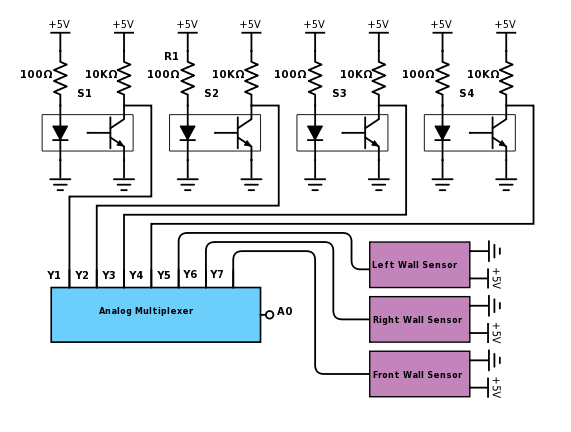 +5V +5V +5V +5V +5V +5V +5V +5V
R1
100Ω 10KΩ 100Ω 10KΩ 100Ω 10KΩ 100Ω 10KΩ
S1 S2 S3 S4
Y1 Y2 Y3 Y4 Y5 Y6 Y7
Left Wall Sensor
+5V
Analog Multiplexer
A0
Right Wall Sensor
+5V
Front Wall Sensor
+5V